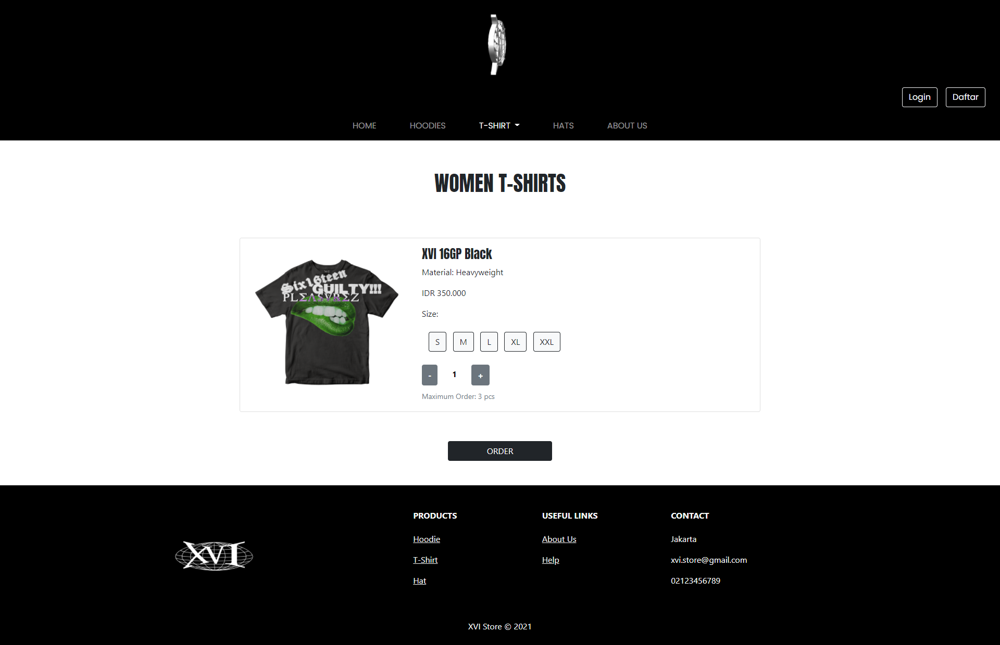 Login
Daftar
HOME
HOODIES
T-SHIRT
HATS
ABOUT US
WOMEN T-SHIRTS
XVI
Six16teen
GUILTY!!!
PLΣΛSVRΣZ
XVI 16GP Black
Material: Heavyweight
IDR 350.000
Size:
S
M
L
XL
XXL
-
1
+
Maximum Order: 3 pcs
ORDER
XVI
PRODUCTS
Hoodie
T-Shirt
Hat
USEFUL LINKS
About Us
Help
CONTACT
Jakarta
xvi.store@gmail.com
02123456789
XVI Store © 2021